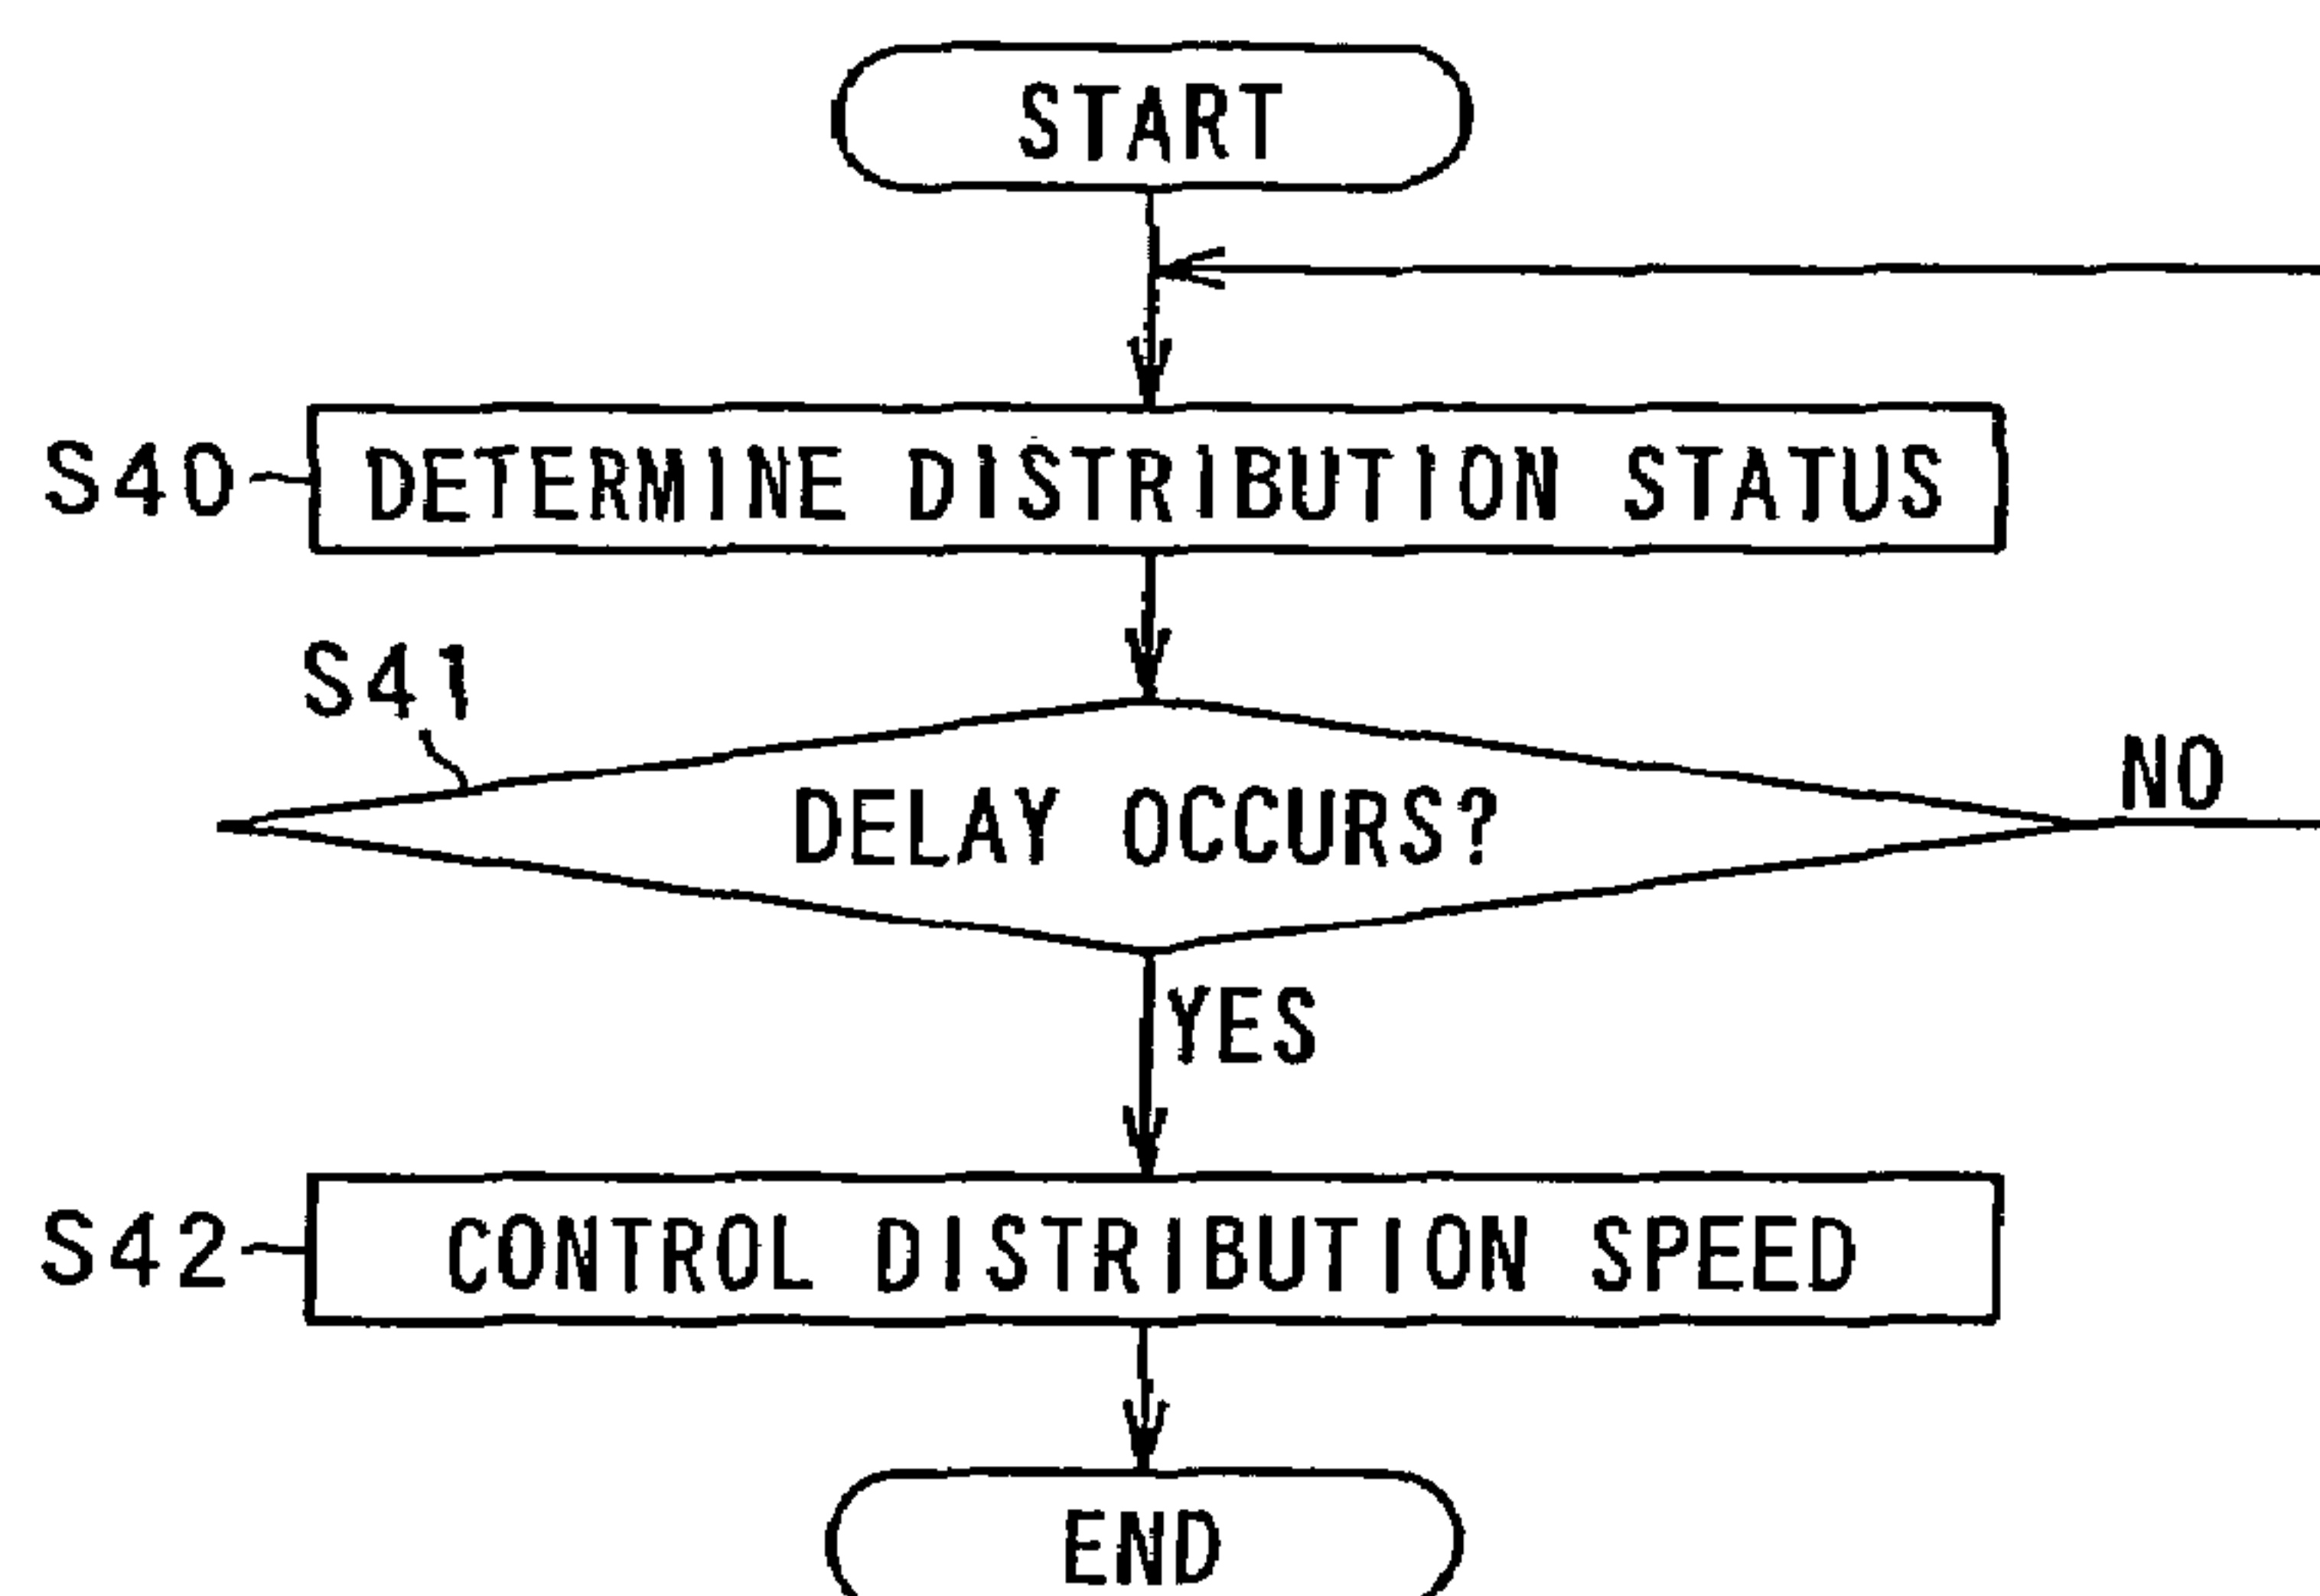 START
S40 DETERMINE DISTRIBUTION STATUS
S41
DELAY OCCURS?
NO
YES
S42 CONTROL DISTRIBUTION SPEED
END